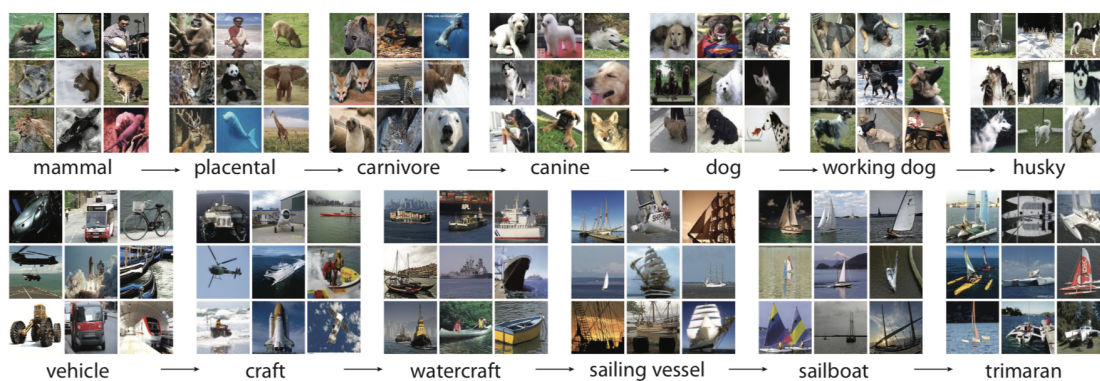 mammal → placental → carnivore → canine → dog → working dog → husky
vehicle → craft → watercraft → sailing vessel → sailboat → trimaran